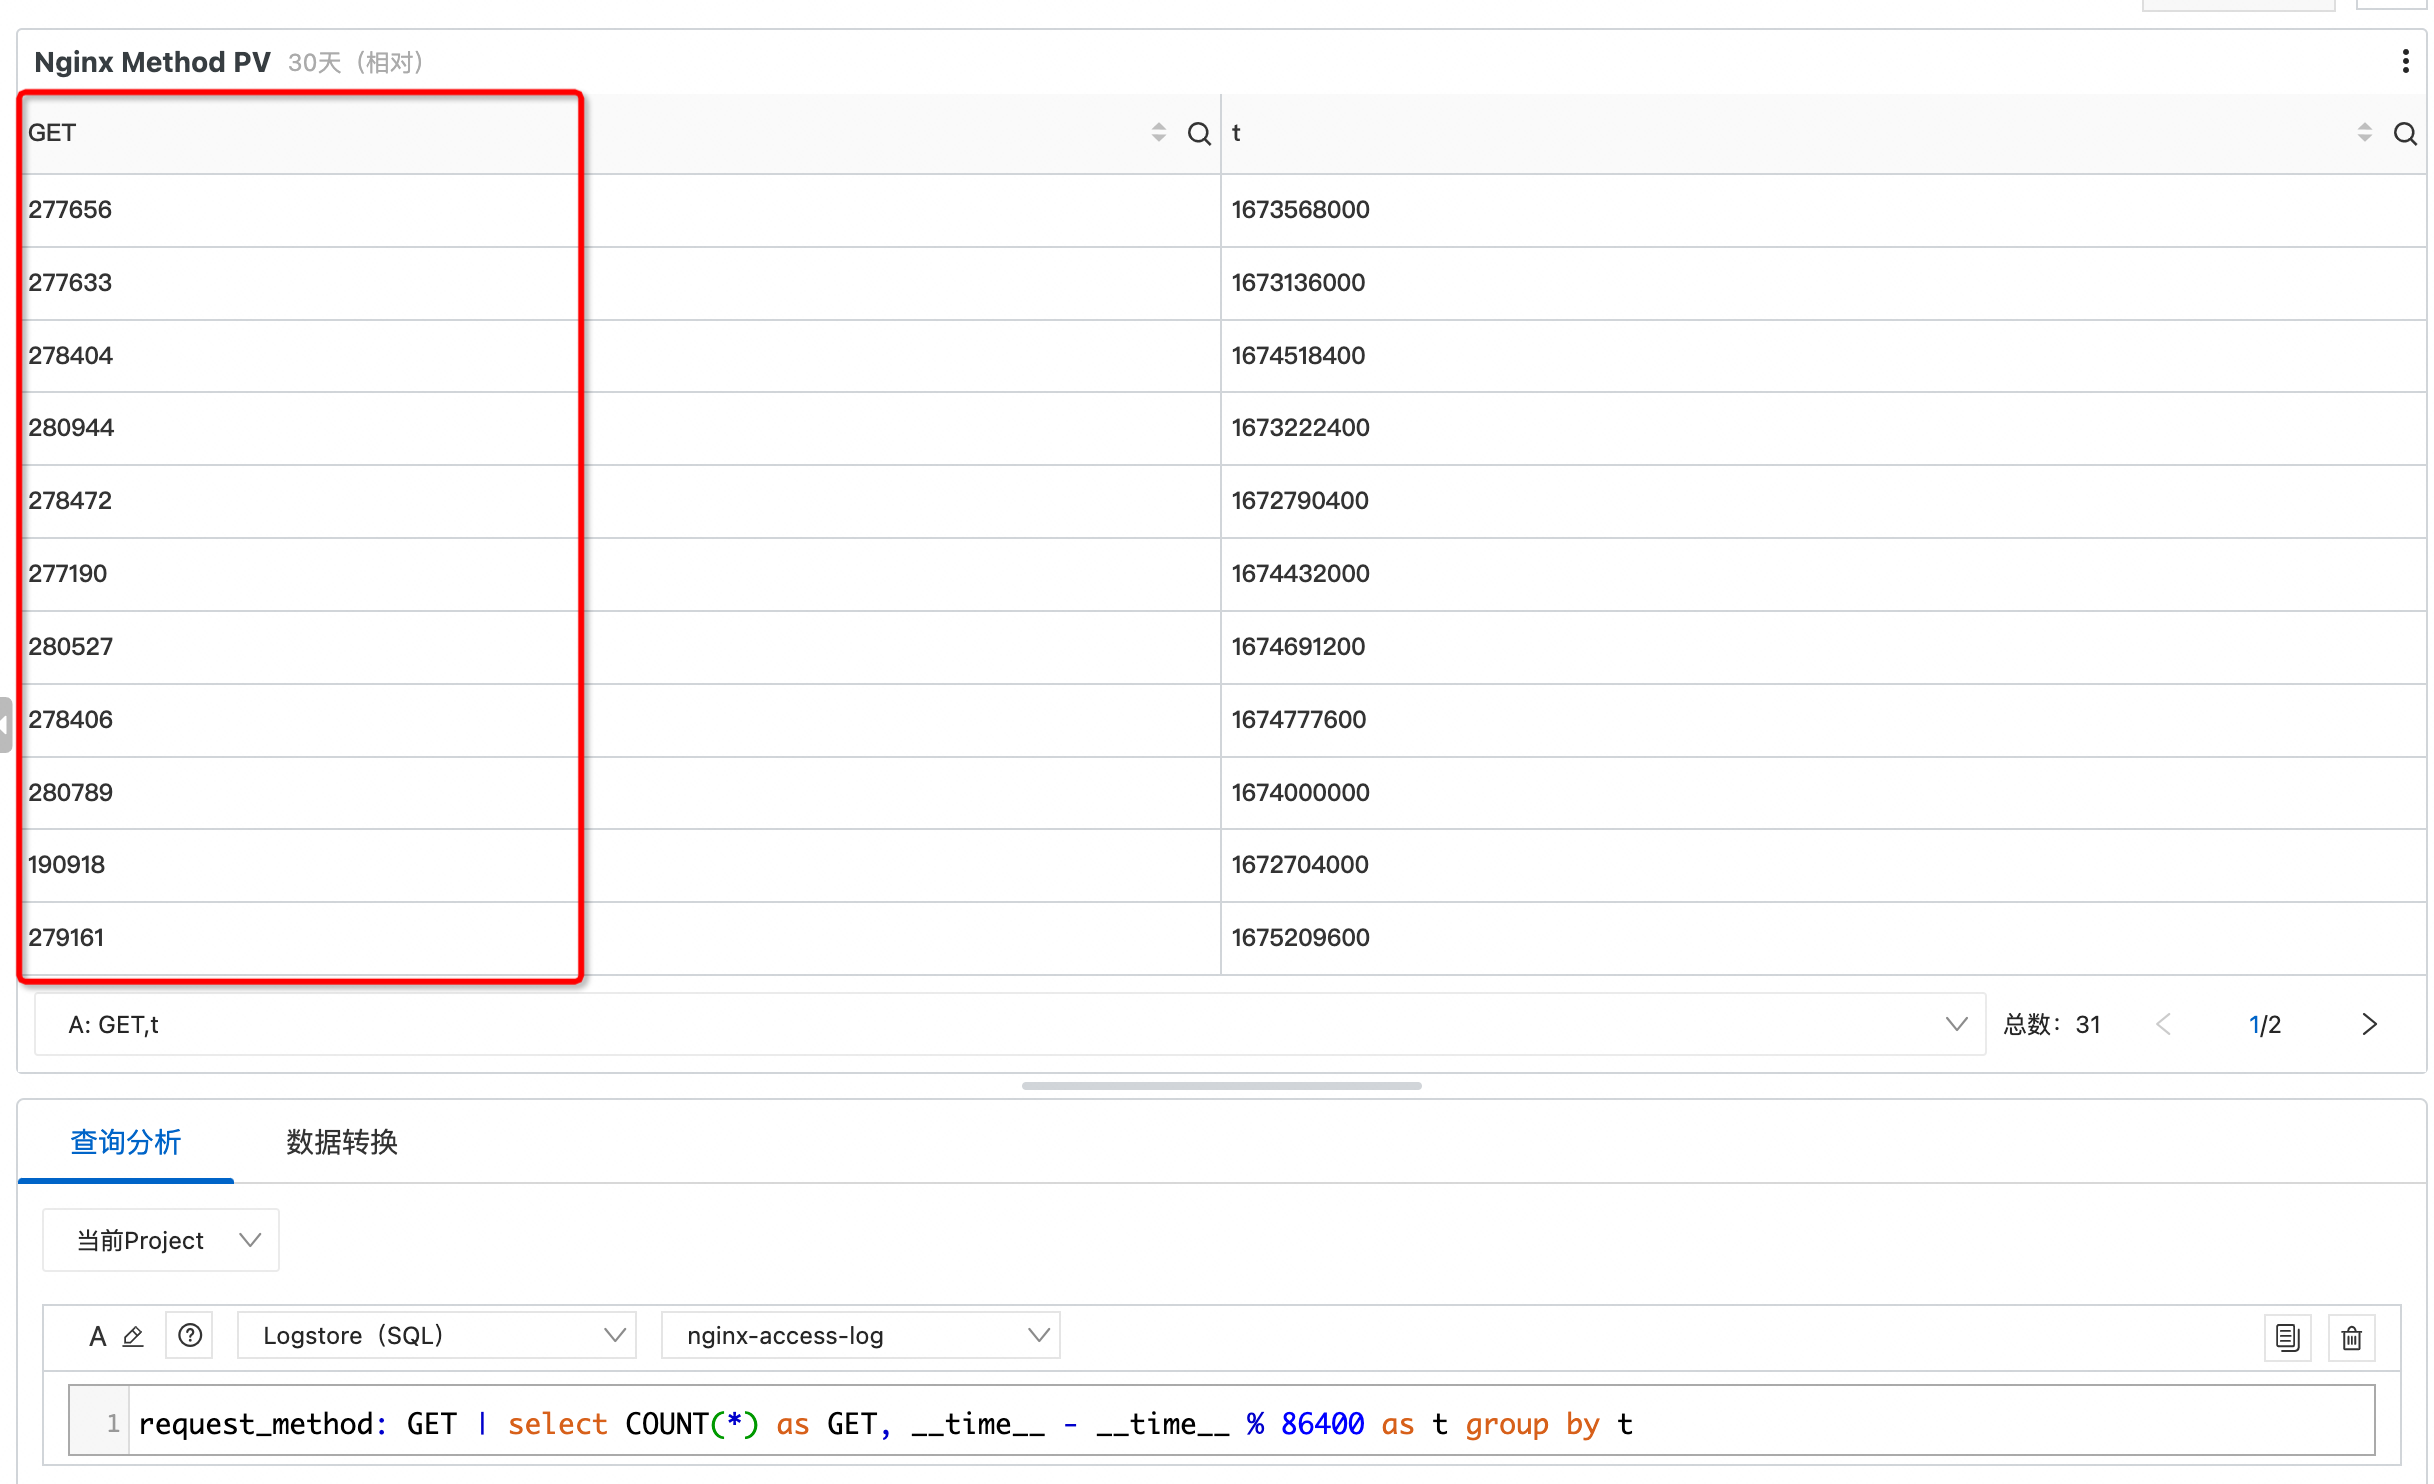 Nginx Method PV 30天（相对）
GET t
277656 1673568000
277633 1673136000
278404 1674518400
280944 1673222400
278472 1672790400
277190 1674432000
280527 1674691200
278406 1674777600
280789 1674000000
190918 1672704000
279161 1675209600
A: GET,t 总数：31 1/2
查询分析 数据转换
当前Project
A Logstore（SQL） nginx-access-log
1 request_method: GET | select COUNT(*) as GET, __time__ - __time__ % 86400 as t group by t